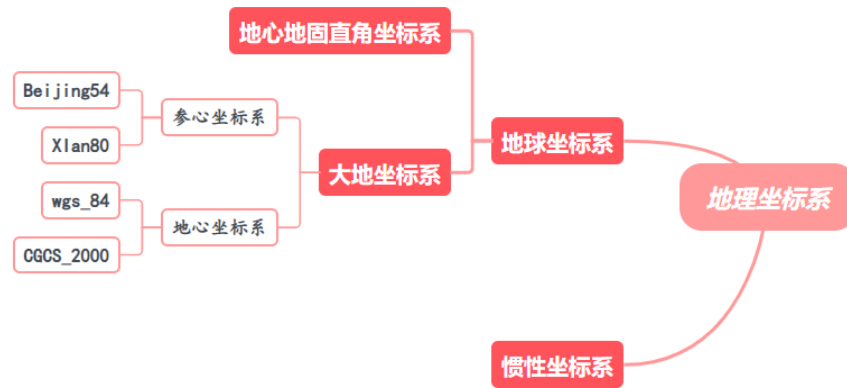 地心地固直角坐标系
Beijing54
参心坐标系
地球坐标系
XIan80
大地坐标系
地理坐标系
wgs_84
地心坐标系
CGCS_2000
惯性坐标系